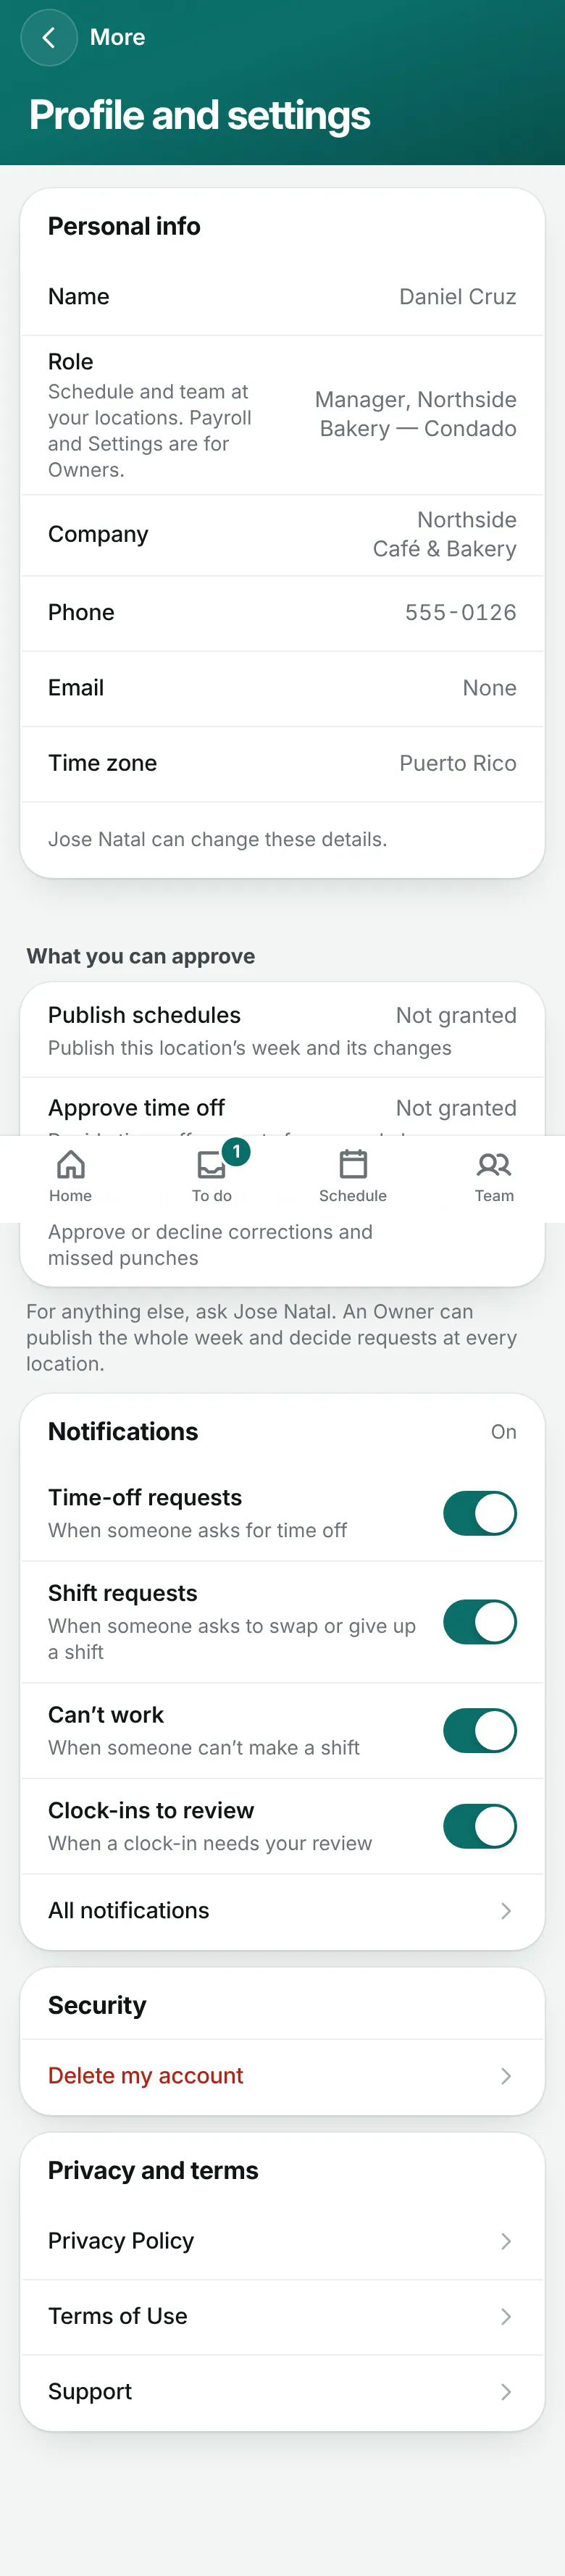 More
Profile and settings
Personal info
Name
Daniel Cruz
Role
Schedule and team at
your locations. Payroll
and Settings are for
Owners.
Manager, Northside
Bakery — Condado
Company
Northside
Café & Bakery
Phone
555-0126
Email
None
Time zone
Puerto Rico
Jose Natal can change these details.
What you can approve
Publish schedules
Not granted
Publish this location’s week and its changes
Approve time off
Not granted
1
Home
To do
Schedule
Team
Approve or decline corrections and
missed punches
For anything else, ask Jose Natal. An Owner can
publish the whole week and decide requests at every
location.
Notifications
On
Time-off requests
When someone asks for time off
Shift requests
When someone asks to swap or give up
a shift
Can’t work
When someone can’t make a shift
Clock-ins to review
When a clock-in needs your review
All notifications
Security
Delete my account
Privacy and terms
Privacy Policy
Terms of Use
Support